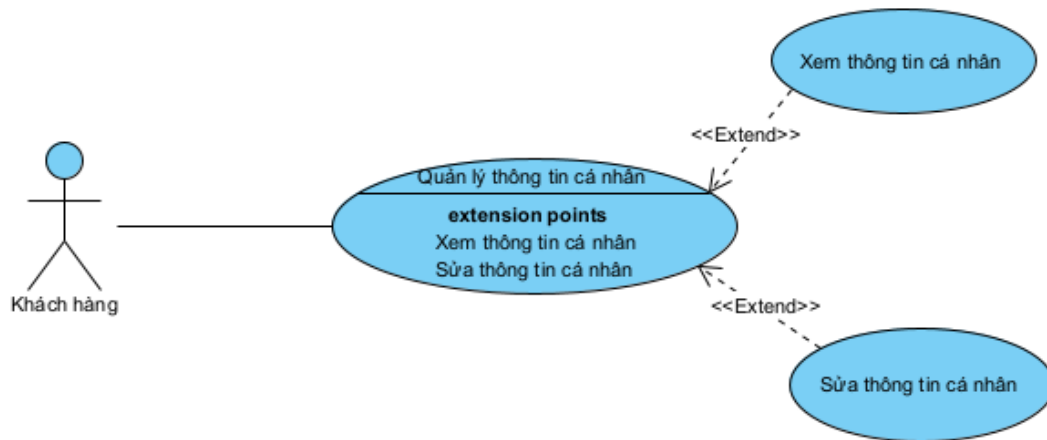 Xem thông tin cá nhân
<<Extend>>
Quản lý thông tin cá nhân
extension points
Xem thông tin cá nhân
Sửa thông tin cá nhân
Khách hàng
<<Extend>>
Sửa thông tin cá nhân